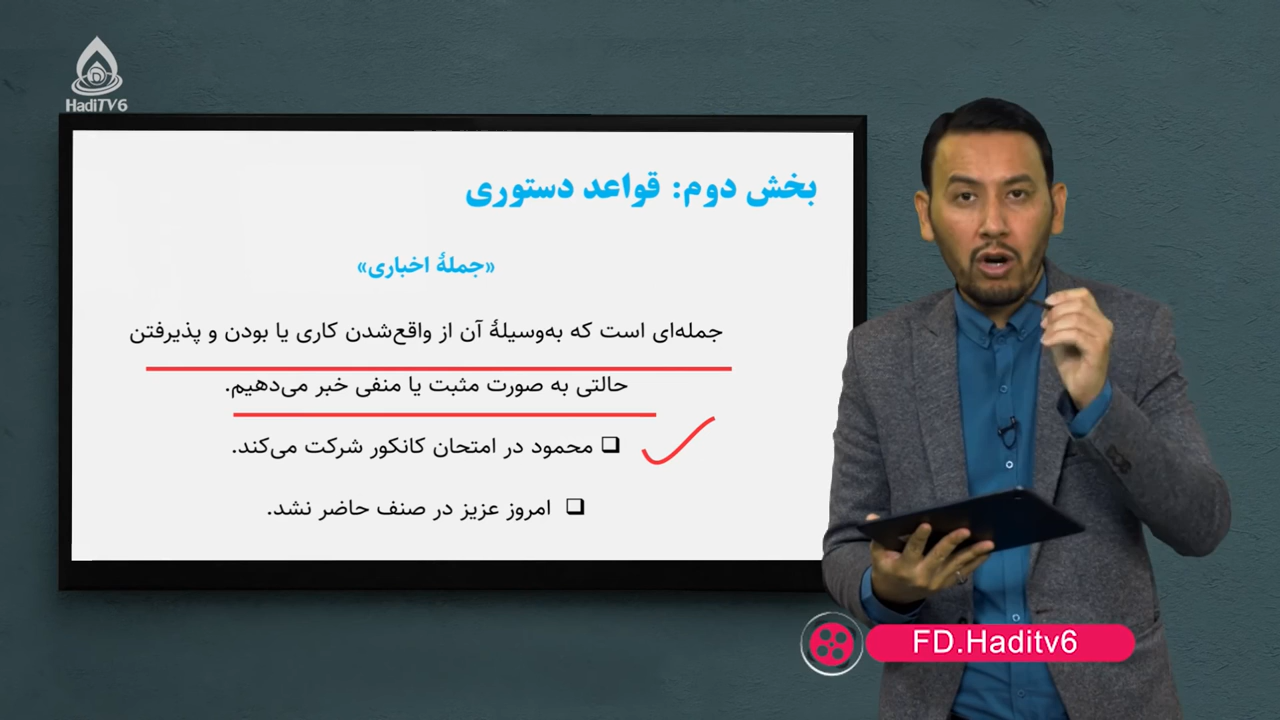 HadiTV6
بخش دوم: قواعد دستوری
«جملهٔ اخباری»
جمله‌ای است که به‌وسیلهٔ آن از واقع‌شدن کاری یا بودن و پذیرفتن
حالتی به صورت مثبت یا منفی خبر می‌دهیم.
❑ محمود در امتحان کانکور شرکت می‌کند.
❑ امروز عزیز در صنف حاضر نشد.
FD.Haditv6